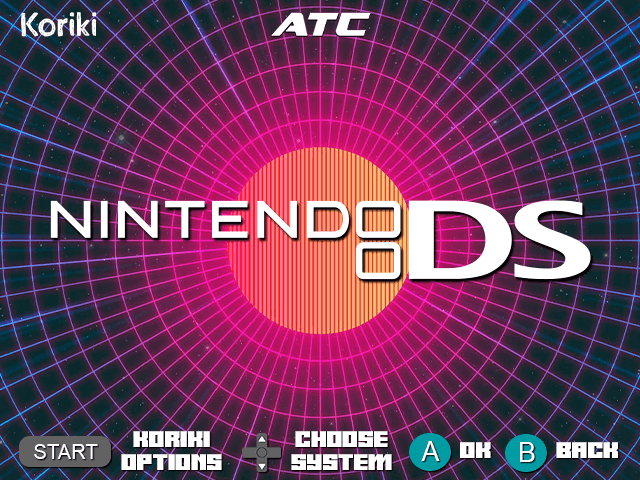 Koriki
ATC
NINTENDO DS
START
KORIKI
OPTIONS
CHOOSE
SYSTEM
A
OK
B
BACK